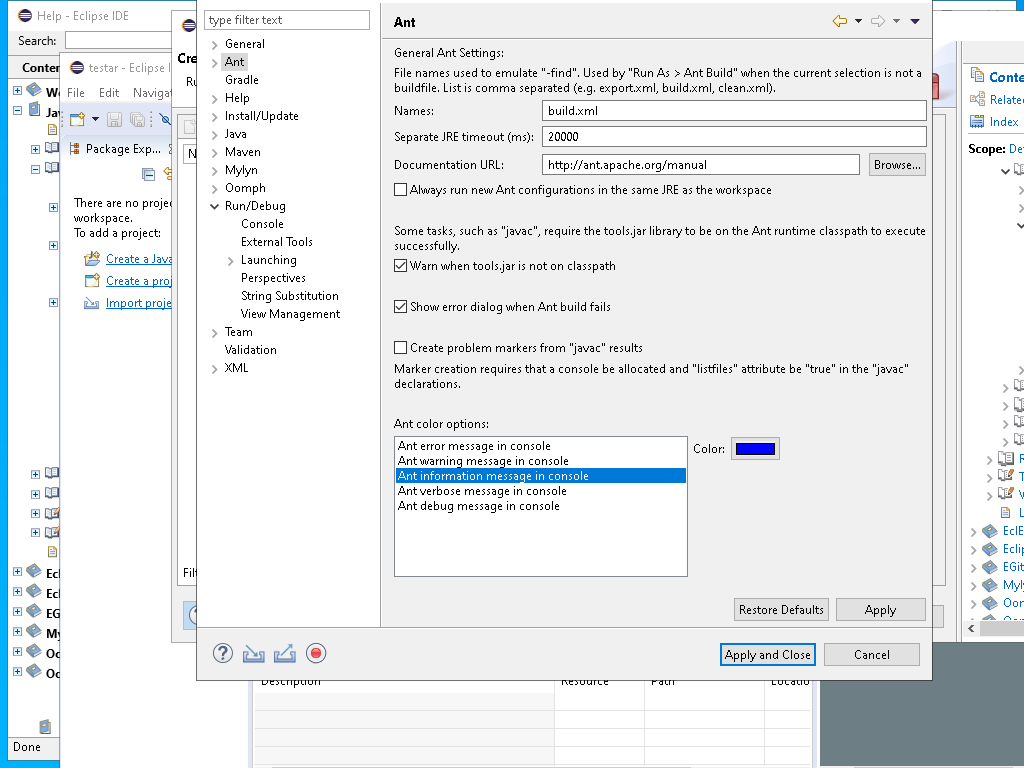 Help - Eclipse IDE
Search:
Conten
Ja
Ecl
Ecl
EGi
My
Oo
Oo
Done
testar - Eclipse I
File Edit Naviga
Package Exp...
There are no proje
workspace.
To add a project:
Create a Java
Create a proj
Import proje
Cre
Ru
N
Filt
type filter text
General
Ant
Gradle
Help
Install/Update
Java
Maven
Mylyn
Oomph
Run/Debug
Console
External Tools
Launching
Perspectives
String Substitution
View Management
Team
Validation
XML
Ant
General Ant Settings:
File names used to emulate "-find". Used by "Run As > Ant Build" when the current selection is not a
buildfile. List is comma separated (e.g. export.xml, build.xml, clean.xml).
Names: build.xml
Separate JRE timeout (ms): 20000
Documentation URL: http://ant.apache.org/manual Browse...
Always run new Ant configurations in the same JRE as the workspace
Some tasks, such as "javac", require the tools.jar library to be on the Ant runtime classpath to execute
successfully.
Warn when tools.jar is not on classpath
Show error dialog when Ant build fails
Create problem markers from "javac" results
Marker creation requires that a console be allocated and "listfiles" attribute be "true" in the "javac"
declarations.
Ant color options:
Ant error message in console
Ant warning message in console
Ant information message in console
Ant verbose message in console
Ant debug message in console
Color:
Restore Defaults Apply
Apply and Close Cancel
Description Resource Path Locatio
IDE
Conte
Relate
Index
Scope: De
EclE
Eclip
EGit
Myly
Oor